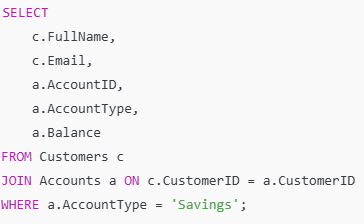 SELECT
    c.FullName,
    c.Email,
    a.AccountID,
    a.AccountType,
    a.Balance
FROM Customers c
JOIN Accounts a ON c.CustomerID = a.CustomerID
WHERE a.AccountType = 'Savings';